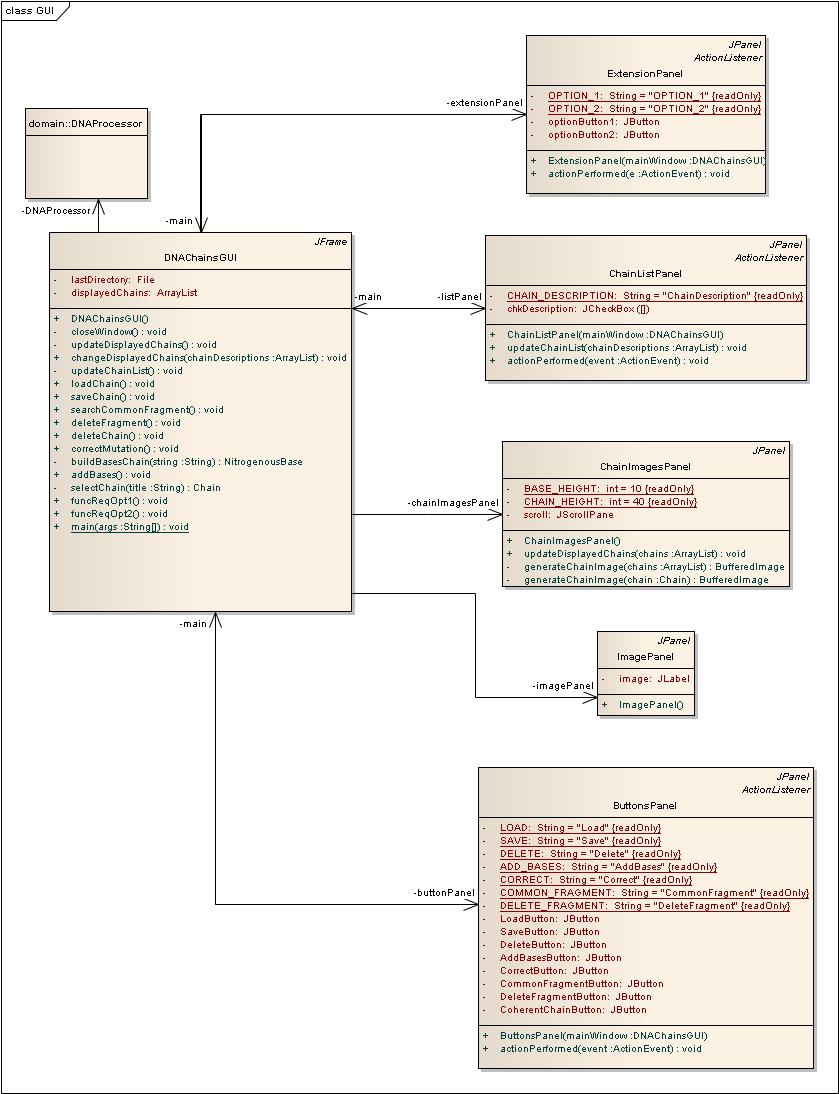 class GUI
JPanel
ActionListener
ExtensionPanel
- OPTION_1: String = "OPTION_1" {readOnly}
- OPTION_2: String = "OPTION_2" {readOnly}
- optionButton1: JButton
- optionButton2: JButton
+ ExtensionPanel(mainWindow :DNAChainsGUI)
+ actionPerformed(e :ActionEvent) : void
-extensionPanel
-main
domain::DNAProcessor
-DNAProcessor
JFrame
DNAChainsGUI
- lastDirectory: File
- displayedChains: ArrayList
+ DNAChainsGUI()
- closeWindow() : void
- updateDisplayedChains() : void
+ changeDisplayedChains(chainDescriptions :ArrayList) : void
- updateChainList() : void
+ loadChain() : void
+ saveChain() : void
+ searchCommonFragment() : void
+ deleteFragment() : void
+ deleteChain() : void
+ correctMutation() : void
- buildBasesChain(string :String) : NitrogenousBase
+ addBases() : void
- selectChain(title :String) : Chain
+ funcReqOpt1() : void
+ funcReqOpt2() : void
+ main(args :String[]) : void
-main
-listPanel
JPanel
ActionListener
ChainListPanel
- CHAIN_DESCRIPTION: String = "ChainDescription" {readOnly}
- chkDescription: JCheckBox ([])
+ ChainListPanel(mainWindow :DNAChainsGUI)
+ updateChainList(chainDescriptions :ArrayList) : void
+ actionPerformed(event :ActionEvent) : void
-chainImagesPanel
JPanel
ChainImagesPanel
- BASE_HEIGHT: int = 10 {readOnly}
- CHAIN_HEIGHT: int = 40 {readOnly}
- scroll: JScrollPane
+ ChainImagesPanel()
+ updateDisplayedChains(chains :ArrayList) : void
- generateChainImage(chains :ArrayList) : BufferedImage
- generateChainImage(chain :Chain) : BufferedImage
-main
-imagePanel
JPanel
ImagePanel
- image: JLabel
+ ImagePanel()
-buttonPanel
JPanel
ActionListener
ButtonsPanel
- LOAD: String = "Load" {readOnly}
- SAVE: String = "Save" {readOnly}
- DELETE: String = "Delete" {readOnly}
- ADD_BASES: String = "AddBases" {readOnly}
- CORRECT: String = "Correct" {readOnly}
- COMMON_FRAGMENT: String = "CommonFragment" {readOnly}
- DELETE_FRAGMENT: String = "DeleteFragment" {readOnly}
- LoadButton: JButton
- SaveButton: JButton
- DeleteButton: JButton
- AddBasesButton: JButton
- CorrectButton: JButton
- CommonFragmentButton: JButton
- DeleteFragmentButton: JButton
- CoherentChainButton: JButton
+ ButtonsPanel(mainWindow :DNAChainsGUI)
+ actionPerformed(event :ActionEvent) : void